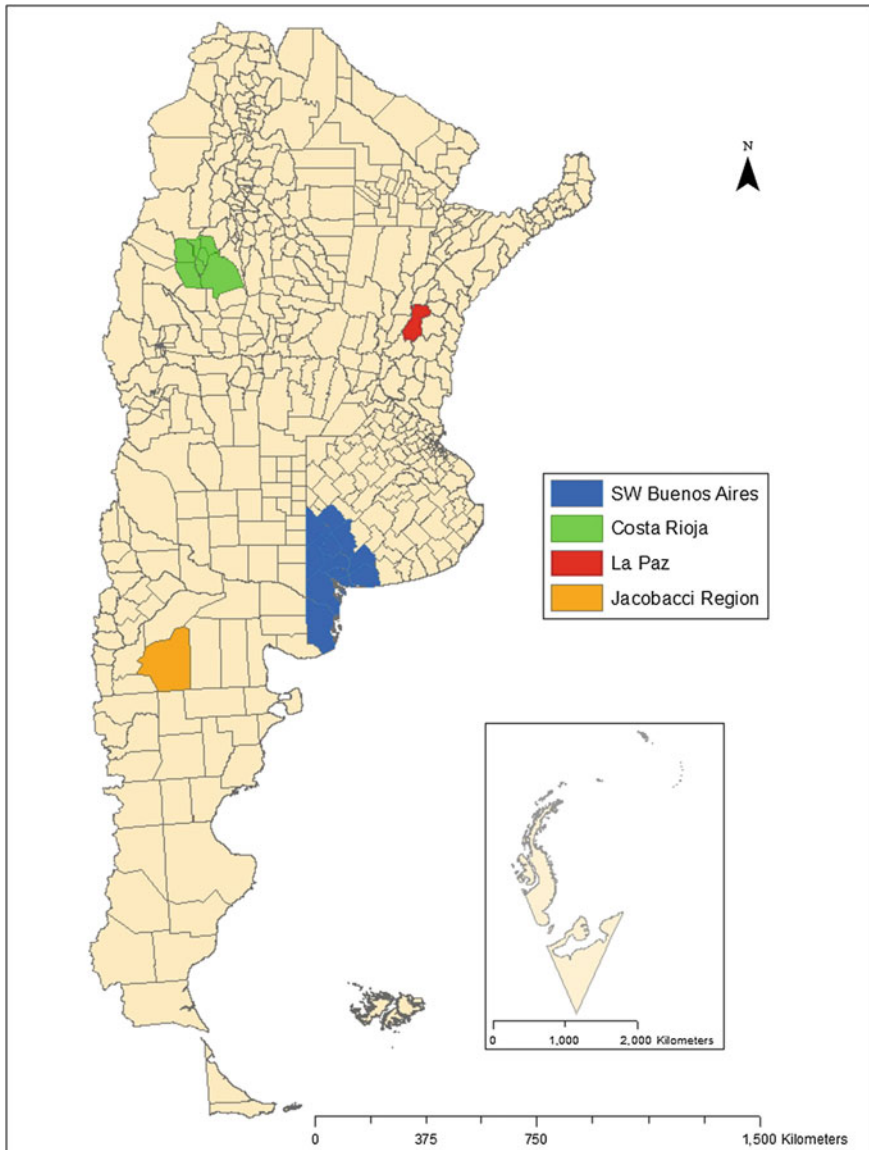 N
SW Buenos Aires
Costa Rioja
La Paz
Jacobacci Region
0 1,000 2,000 Kilometers
0 375 750 1,500 Kilometers